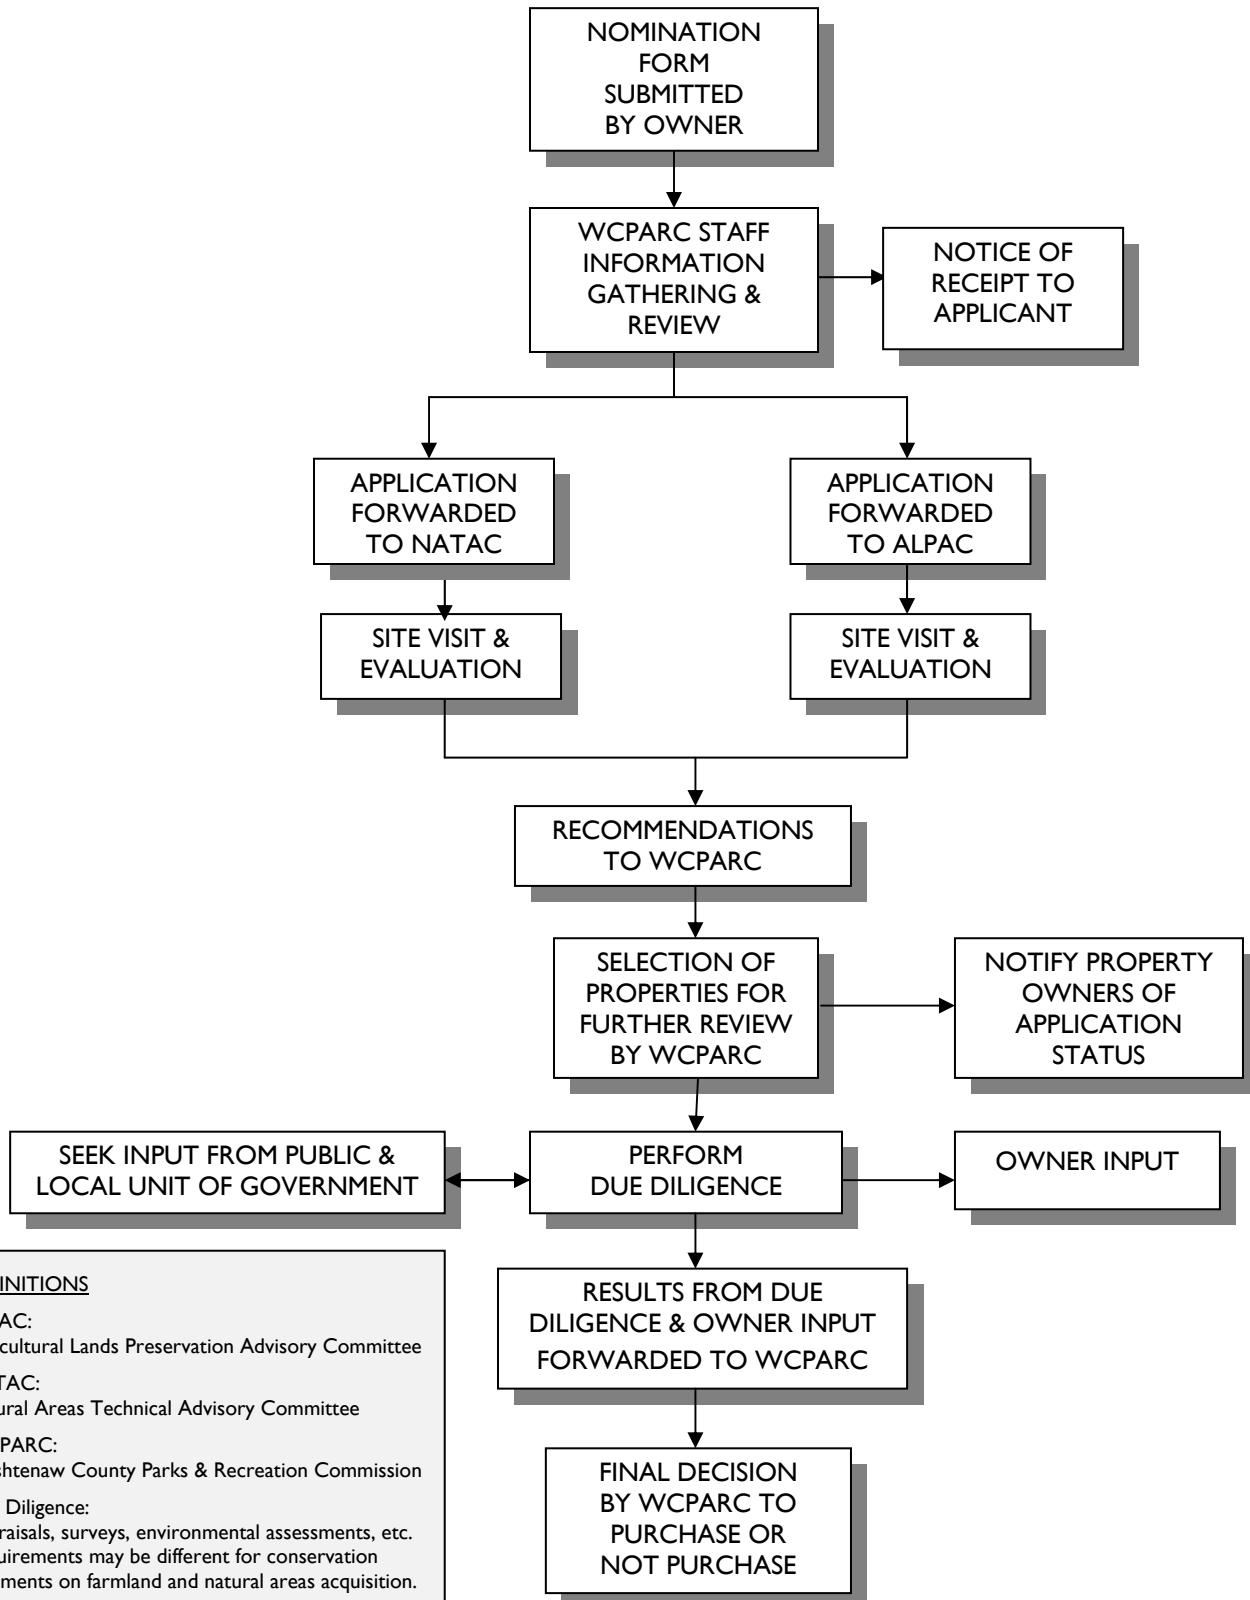 NOMINATION
FORM
SUBMITTED
BY OWNER
WCPARC STAFF
INFORMATION
GATHERING &
REVIEW
NOTICE OF
RECEIPT TO
APPLICANT
APPLICATION
FORWARDED
TO NATAC
APPLICATION
FORWARDED
TO ALPAC
SITE VISIT &
EVALUATION
SITE VISIT &
EVALUATION
RECOMMENDATIONS
TO WCPARC
SELECTION OF
PROPERTIES FOR
FURTHER REVIEW
BY WCPARC
NOTIFY PROPERTY
OWNERS OF
APPLICATION
STATUS
SEEK INPUT FROM PUBLIC &
LOCAL UNIT OF GOVERNMENT
PERFORM
DUE DILIGENCE
OWNER INPUT
RESULTS FROM DUE
DILIGENCE & OWNER INPUT
FORWARDED TO WCPARC
FINAL DECISION
BY WCPARC TO
PURCHASE OR
NOT PURCHASE
INITIONS
AC:
cultural Lands Preservation Advisory Committee
TAC:
ural Areas Technical Advisory Committee
PARC:
shtenaw County Parks & Recreation Commission
Diligence:
raisals, surveys, environmental assessments, etc.
uirements may be different for conservation
ments on farmland and natural areas acquisition.